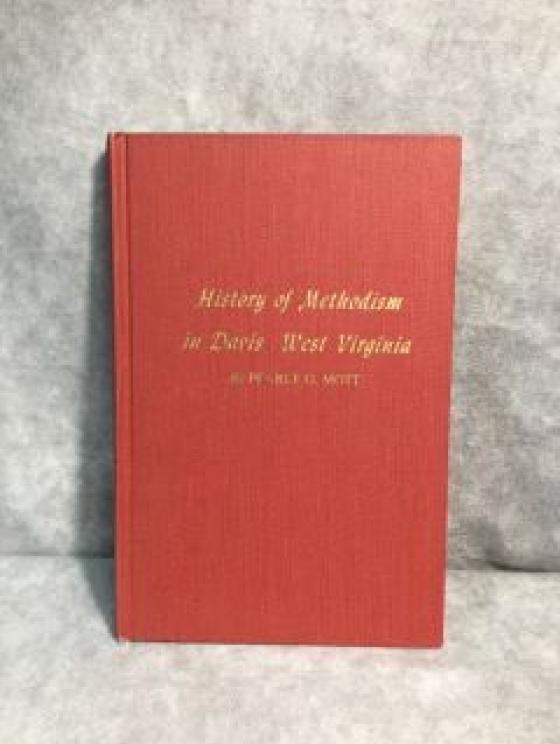 History of Methodism
in Davis West Virginia
By PEARLE G. MOTT